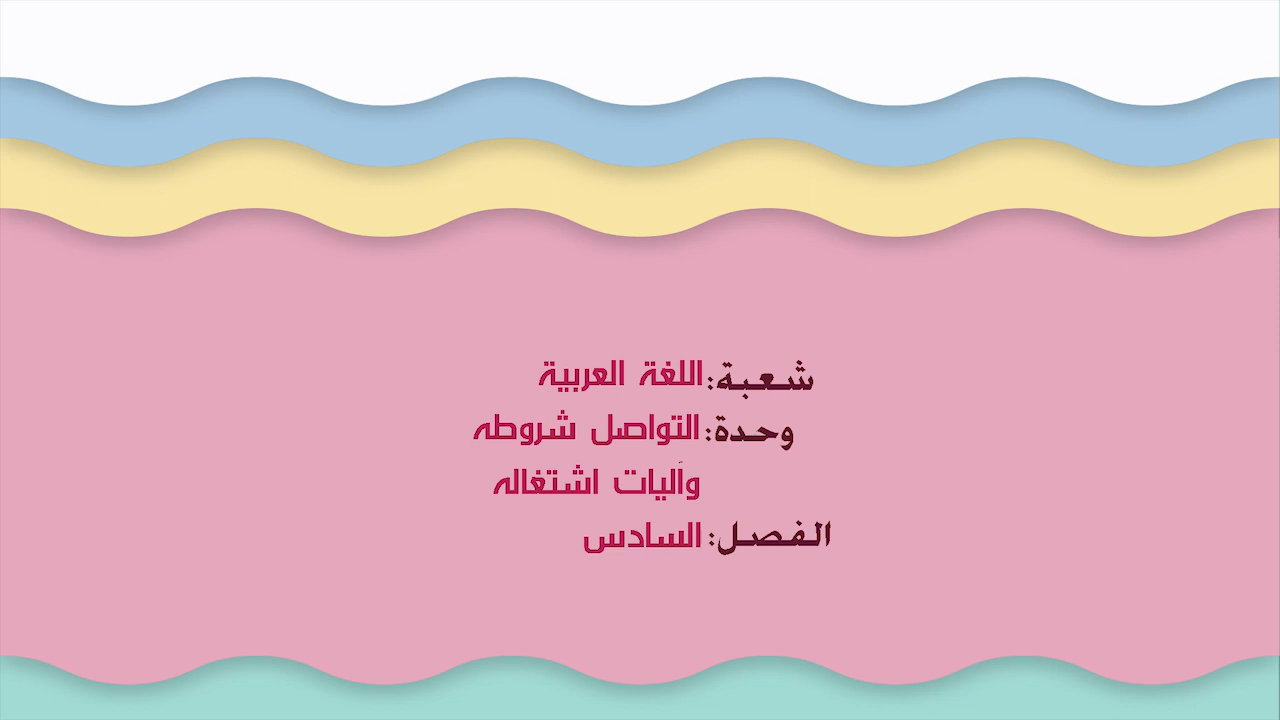 شعبة: اللغة العربية
وحدة: التواصل شروطه
وآليات اشتغاله
الفصل: السادس